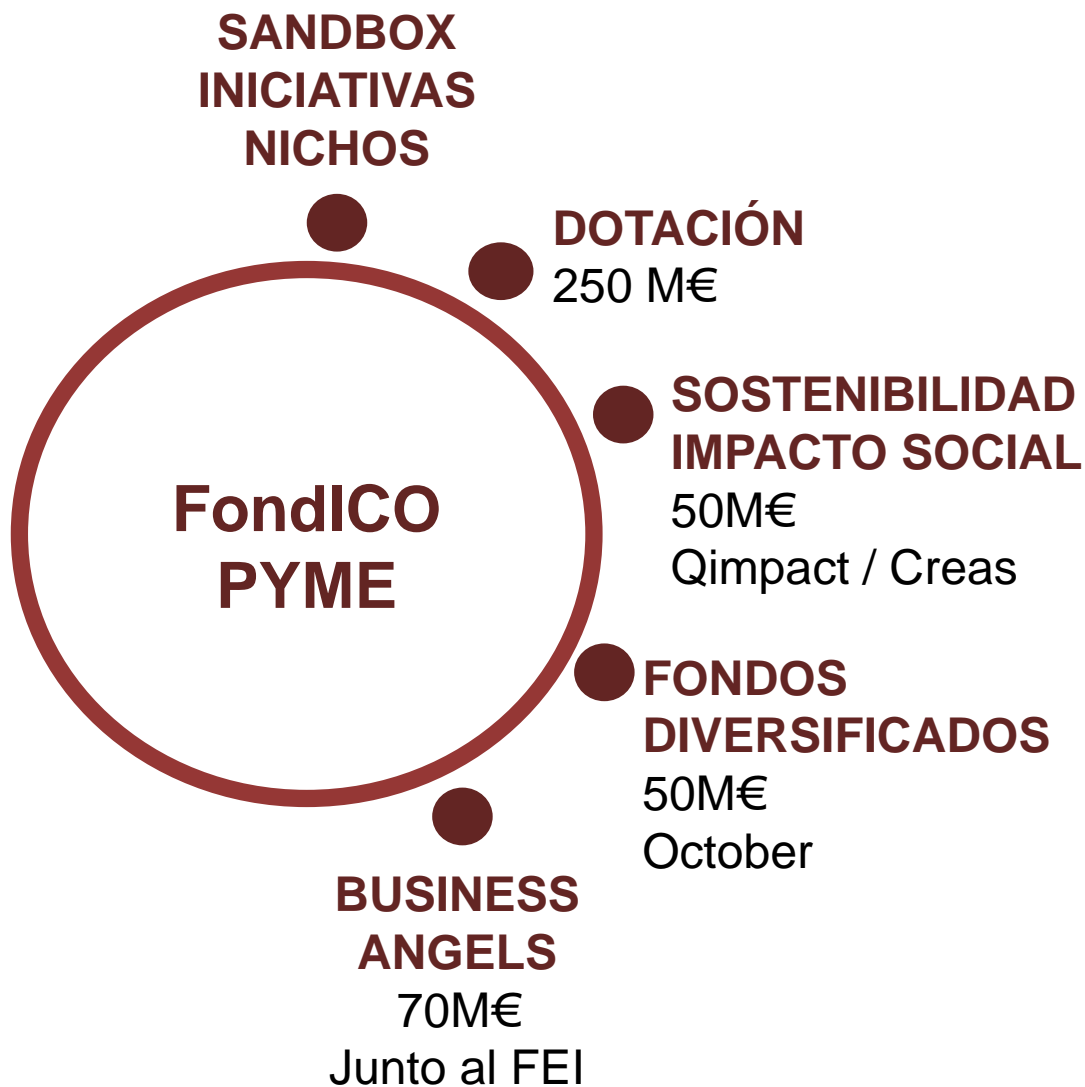 SANDBOX
INICIATIVAS
NICHOS
DOTACIÓN
250 M€
SOSTENIBILIDAD
IMPACTO SOCIAL
50M€
Qimpact / Creas
FondICO
PYME
FONDOS
DIVERSIFICADOS
50M€
October
BUSINESS
ANGELS
70M€
Junto al FEI